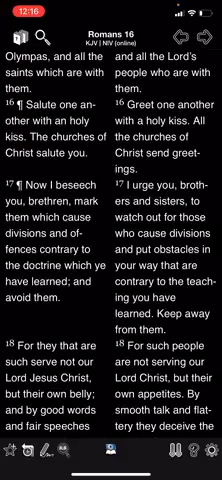 12:16
Romans 16
KJV | NIV (online)
Olympas, and all the
saints which are with
them.
16 ¶ Salute one an-
other with an holy
kiss. The churches of
Christ salute you.
17 ¶ Now I beseech
you, brethren, mark
them which cause
divisions and of-
fences contrary to
the doctrine which ye
have learned; and
avoid them.
18 For they that are
such serve not our
Lord Jesus Christ,
but their own belly;
and by good words
and fair speeches
and all the Lord's
people who are with
them.
16 Greet one another
with a holy kiss. All
the churches of
Christ send greet-
ings.
17 I urge you, broth-
ers and sisters, to
watch out for those
who cause divisions
and put obstacles in
your way that are
contrary to the teach-
ing you have
learned. Keep away
from them.
18 For such people
are not serving our
Lord Christ, but their
own appetites. By
smooth talk and flat-
tery they deceive the